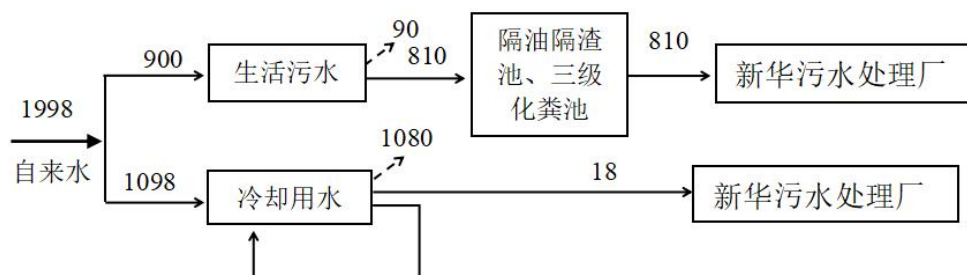 90
隔油隔渣
810
900
生活污水
810
池、三级
新华污水处理厂
化粪池
1998
1080
自来水
18
1098
冷却用水
新华污水处理厂